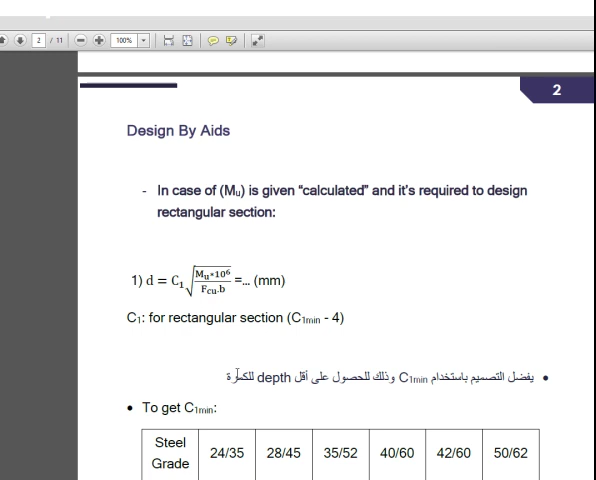 2 / 11 100%
2
Design By Aids
- In case of (Mu) is given “calculated” and it's required to design
rectangular section:
1) d = C₁√(Mu*10⁶ / Fcu.b) =... (mm)
C₁: for rectangular section (C1min - 4)
• يفضل التصميم باستخدام C1min وذلك للحصول على أقل depth للكمرة
• To get C1min:
Steel Grade 24/35 28/45 35/52 40/60 42/60 50/62